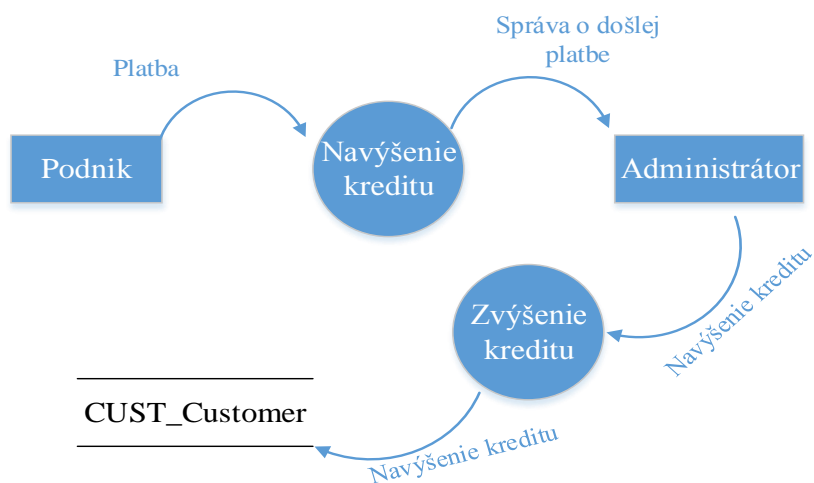 Správa o došlej
platbe
Platba
Podnik
Navýšenie
kreditu
Administrátor
Navýšenie kreditu
Zvýšenie
kreditu
CUST_Customer
Navýšenie kreditu